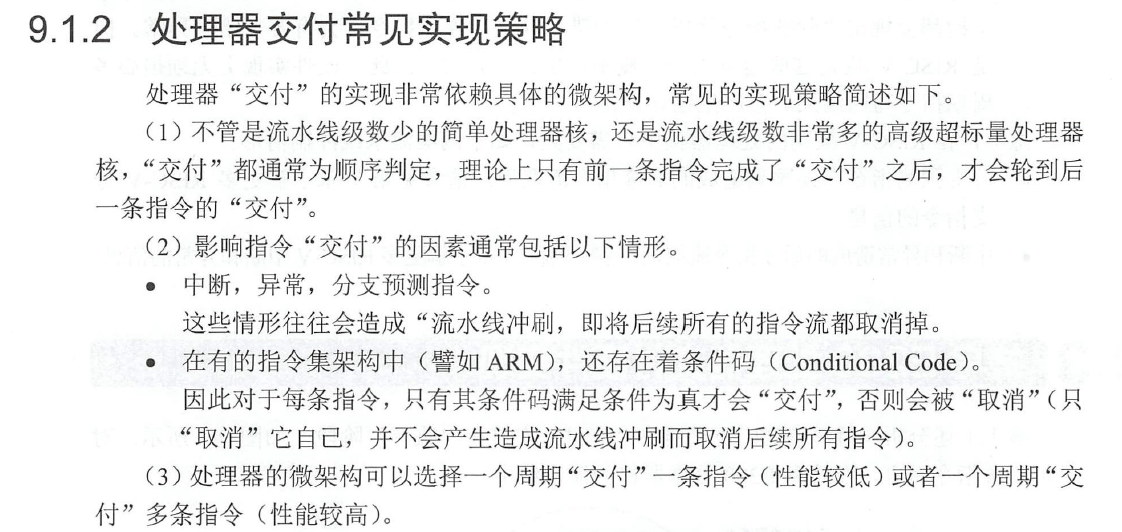 9.1.2 处理器交付常见实现策略
处理器“交付”的实现非常依赖具体的微架构，常见的实现策略简述如下。
（1）不管是流水线级数少的简单处理器核，还是流水线级数非常多的高级超标量处理器
核，“交付”都通常为顺序判定，理论上只有前一条指令完成了“交付”之后，才会轮到后
一条指令的“交付”。
（2）影响指令“交付”的因素通常包括以下情形。
• 中断，异常，分支预测指令。
这些情形往往会造成“流水线冲刷，即将后续所有的指令流都取消掉。
• 在有的指令集架构中（譬如 ARM），还存在着条件码（Conditional Code）。
因此对于每条指令，只有其条件码满足条件为真才会“交付”，否则会被“取消”（只
“取消”它自己，并不会产生造成流水线冲刷而取消后续所有指令）。
（3）处理器的微架构可以选择一个周期“交付”一条指令（性能较低）或者一个周期“交
付”多条指令（性能较高）。